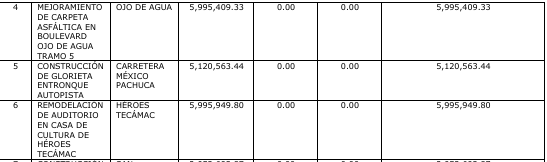 4 MEJORAMIENTO OJO DE AGUA 5,995,409.33 0.00 0.00 5,995,409.33
DE CARPETA
ASFÁLTICA EN
BOULEVARD
OJO DE AGUA
TRAMO 5
5 CONSTRUCCIÓN CARRETERA 5,120,563.44 0.00 0.00 5,120,563.44
DE GLORIETA MÉXICO
ENTRONQUE PACHUCA
AUTOPISTA
6 REMODELACION HEROES 5,995,949.80 0.00 0.00 5,995,949.80
DE AUDITORIO TECÁMAC
EN CASA DE
CULTURA DE
HÉROES
TECÁMAC